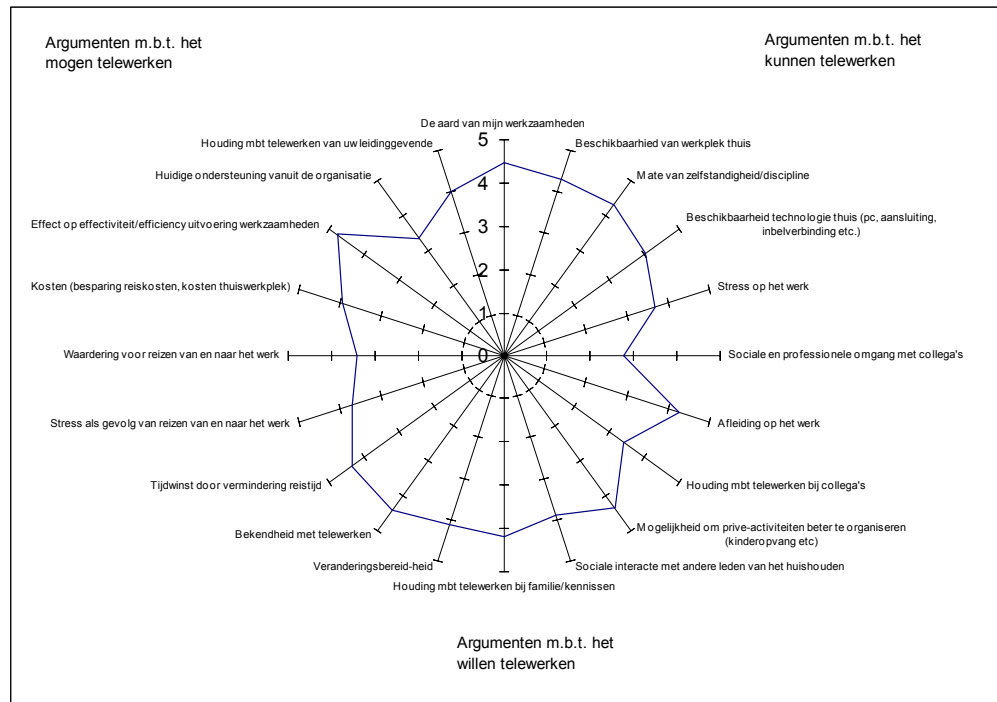 Argumenten m.b.t. het
mogen telewerken
Argumenten m.b.t. het
kunnen telewerken
De aard van mijn werkzaamheden
Beschikbaarhied van werkplek thuis
Mate van zelfstandigheid/discipline
Beschikbaarheid technologie thuis (pc, aansluiting,
inbelverbinding etc.)
Stress op het werk
Sociale en professionele omgang met collega's
Afleiding op het werk
Houding mbt telewerken bij collega's
Mogelijkheid om prive-activiteiten beter te organiseren
(kinderopvang etc)
Sociale interacte met andere leden van het huishouden
Houding mbt telewerken bij familie/kennissen
Veranderingsbereid-heid
Bekendheid met telewerken
Tijdwinst door vermindering reistijd
Stress als gevolg van reizen van en naar het werk
Waardering voor reizen van en naar het werk
Kosten (besparing reiskosten, kosten thuiswerkplek)
Effect op effectiviteit/efficiency uitvoering werkzaamheden
Huidige ondersteuning vanuit de organisatie
Houding mbt telewerken van uw leidinggevende
5
4
3
2
1
0
Argumenten m.b.t. het
willen telewerken